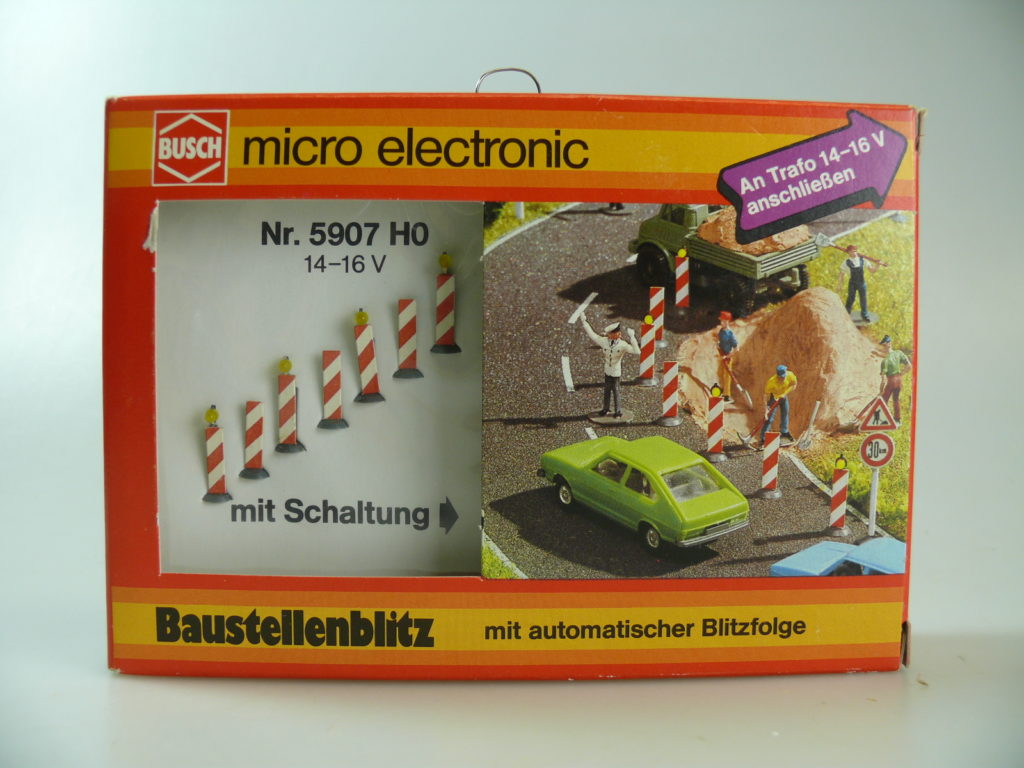 BUSCH
micro electronic
An Trafo 14–16 V
anschließen
Nr. 5907 H0
14–16 V
mit Schaltung
30 km
Baustellenblitz
mit automatischer Blitzfolge